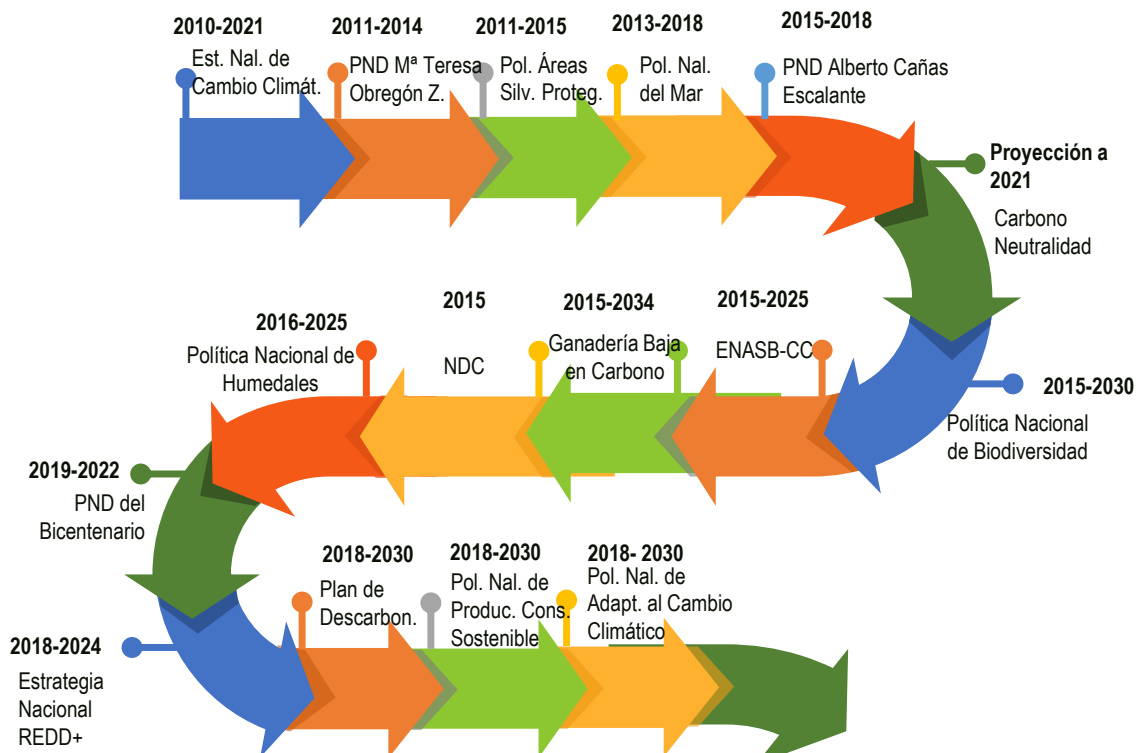 2010-2021
Est. Nal. de
Cambio Climát.
2011-2014
PND Mª Teresa
Obregón Z.
2011-2015
Pol. Áreas
Silv. Proteg.
2013-2018
Pol. Nal.
del Mar
2015-2018
PND Alberto Cañas
Escalante
Proyección a
2021
Carbono
Neutralidad
2015-2030
Política Nacional
de Biodiversidad
2015-2025
ENASB-CC
2015-2034
Ganadería Baja
en Carbono
2015
NDC
2016-2025
Política Nacional de
Humedales
2019-2022
PND del
Bicentenario
2018-2024
Estrategia
Nacional
REDD+
2018-2030
Plan de
Descarbon.
2018-2030
Pol. Nal. de
Produc. Cons.
Sostenible
2018- 2030
Pol. Nal. de
Adapt. al Cambio
Climático